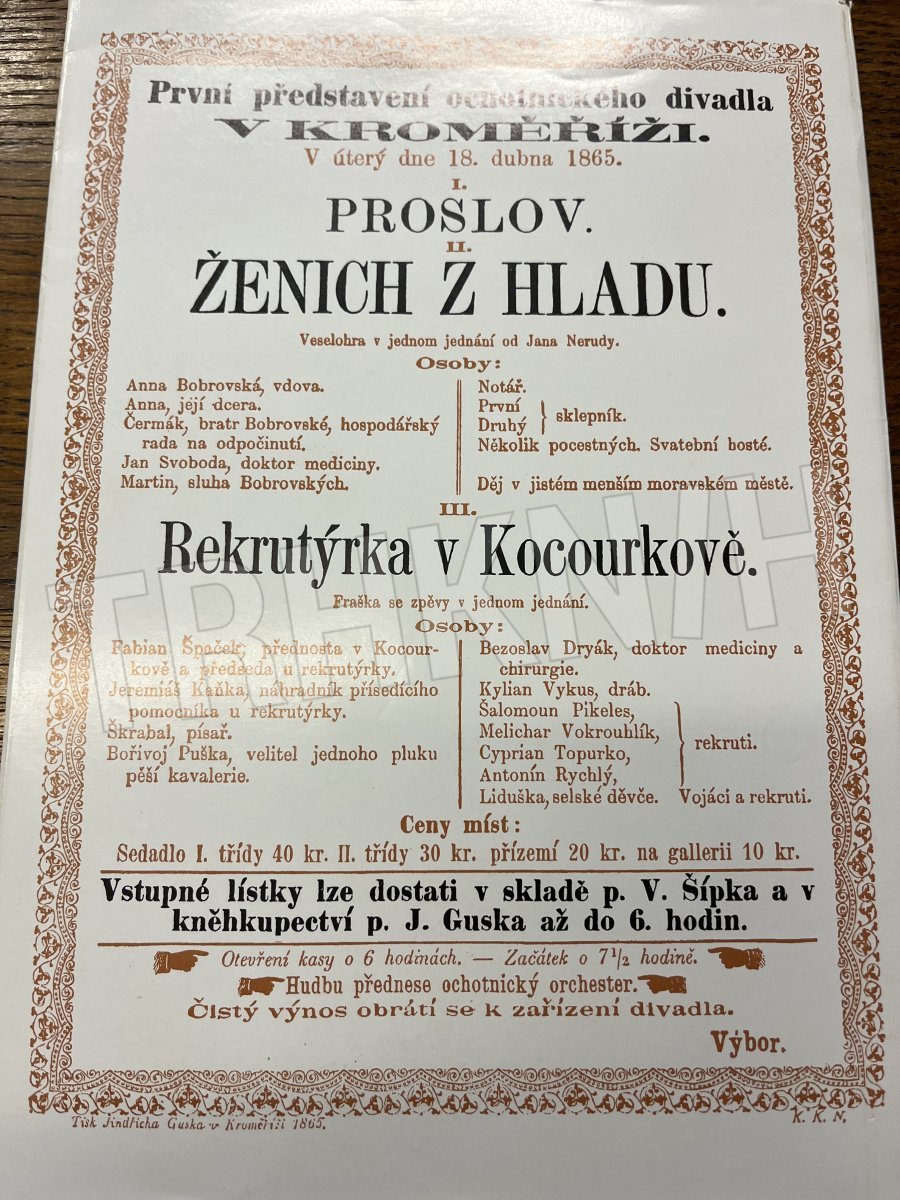 První představení ochotnického divadla
V KROMĚŘÍŽI.
V úterý dne 18. dubna 1865.
I.
PROSLOV.
II.
ŽENICH Z HLADU.
Veselohra v jednom jednání od Jana Nerudy.
Osoby:
Anna Bobrovská, vdova.
Anna, její dcera.
Čermák, bratr Bobrovské, hospodářský
rada na odpočinutí.
Jan Svoboda, doktor mediciny.
Martin, sluha Bobrovských.
Notář.
První
Druhý } sklepník.
Několik pocestných. Svatební hosté.
Děj v jistém menším moravském městě.
III.
Rekrutýrka v Kocourkově.
Fraška se zpěvy v jednom jednání.
Osoby:
Fabian Špaček, přednosta v Kocour-
kově a předseda u rekrutýrky.
Jeremiáš Kaňka, náhradník přísedícího
pomocníka u rekrutýrky.
Škrabal, písař.
Bořivoj Puška, velitel jednoho pluku
pěší kavalerie.
Bezoslav Dryák, doktor mediciny a
chirurgie.
Kylian Vykus, dráb.
Šalomoun Pikeles,
Melichar Vokrouhlík,
Cyprian Topurko,
Antonín Rychlý, } rekruti.
Liduška, selské děvče. Vojáci a rekruti.
Ceny míst:
Sedadlo I. třídy 40 kr. II. třídy 30 kr. přízemí 20 kr. na gallerii 10 kr.
Vstupné lístky lze dostati v skladě p. V. Šípka a v
kněhkupectví p. J. Guska až do 6. hodin.
Otevření kasy o 6 hodinách. — Začátek o 7 1/2 hodině.
Hudbu přednese ochotnický orchester.
Čistý výnos obrátí se k zařízení divadla.
Výbor.
Tisk Jindřicha Guska v Kroměříži 1865.
K. K. N.
TRHKNIH